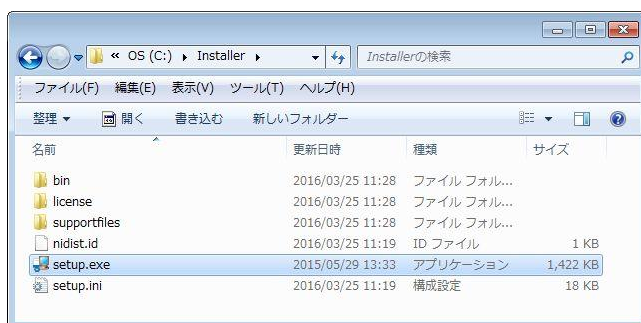 « OS (C:) ▸ Installer ▸ Installerの検索
ファイル(F) 編集(E) 表示(V) ツール(T) ヘルプ(H)
整理 ▼ 開く 書き込む 新しいフォルダー
名前 更新日時 種類 サイズ
bin 2016/03/25 11:28 ファイル フォル...
license 2016/03/25 11:28 ファイル フォル...
supportfiles 2016/03/25 11:28 ファイル フォル...
nidist.id 2016/03/25 11:19 ID ファイル 1 KB
setup.exe 2015/05/29 13:33 アプリケーション 1,422 KB
setup.ini 2016/03/25 11:19 構成設定 18 KB